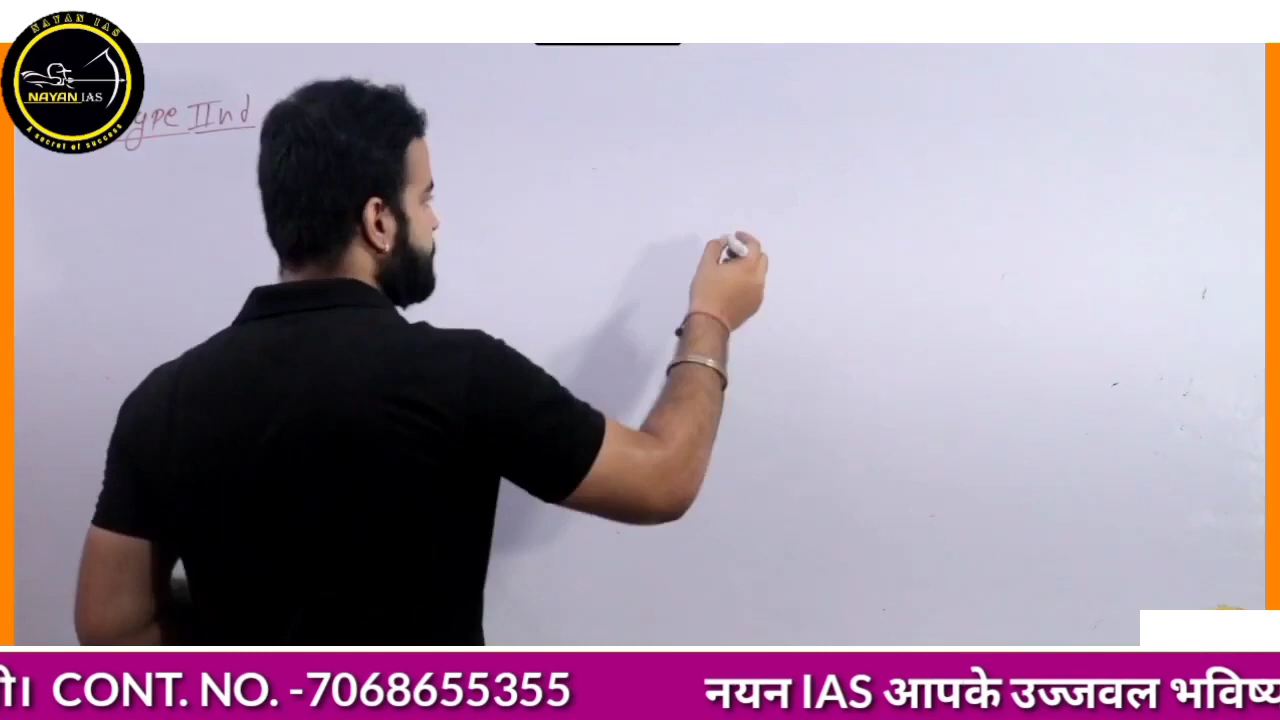 NAYAN IAS
NAYAN IAS
A secret of success
ype IInd
ी। CONT. NO. -7068655355
नयन IAS आपके उज्जवल भविष्य